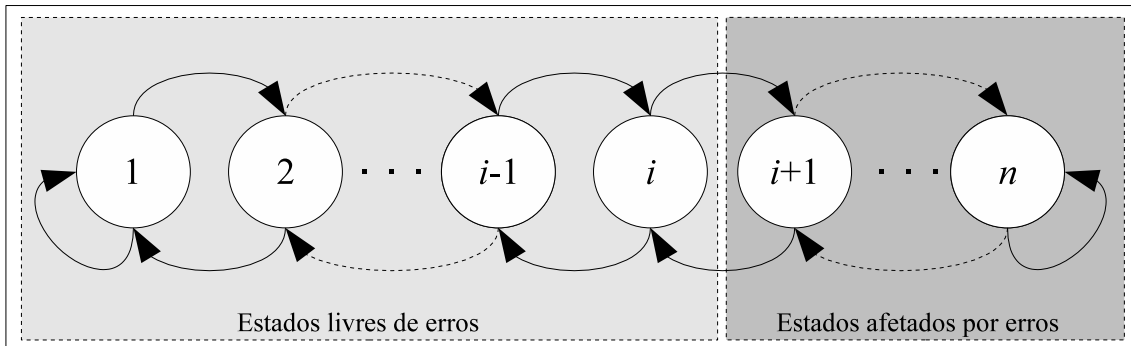 1 2 · · · i-1 i i+1 · · · n
Estados livres de erros Estados afetados por erros